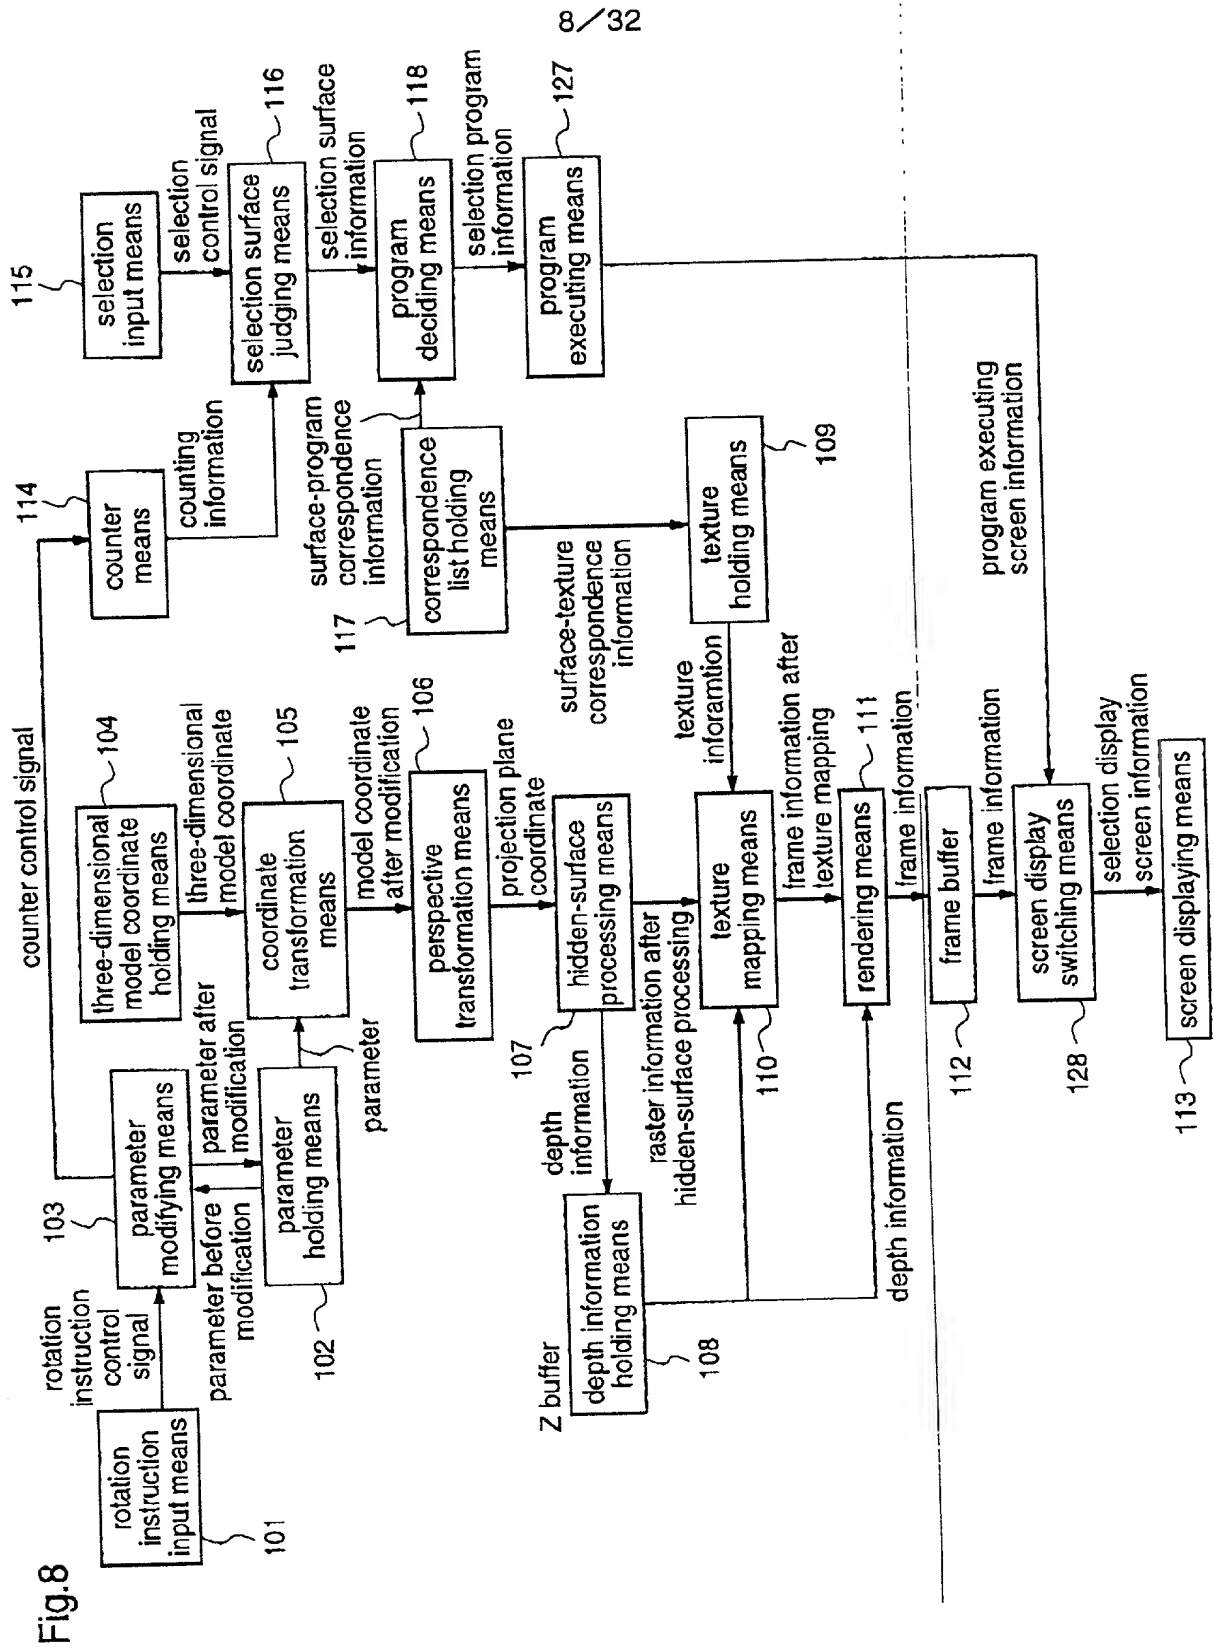 8/32
Fig.8
rotation
instruction
input means
101
rotation
instruction
control
signal
103
parameter
modifying means
parameter before
modification
parameter after
modification
parameter
holding means
102
parameter
counter control signal
three-dimensional
model coordinate
holding means
104
three-dimensional
model coordinate
coordinate
transformation
means
105
model coordinate
after modification
perspective
transformation means
106
projection plane
coordinate
hidden-surface
processing means
107
depth
information
Z buffer
depth information
holding means
108
raster information after
hidden-surface processing
texture
mapping means
110
depth information
frame information after
texture mapping
rendering means
111
frame information
frame buffer
112
frame information
screen display
switching means
128
selection display
screen information
screen displaying means
113
114
counter
means
counting
information
115
selection
input means
selection
control signal
selection surface
judging means
116
selection surface
information
surface-program
correspondence
information
117
correspondence
list holding
means
program
deciding means
118
selection program
information
program
executing means
127
surface-texture
correspondence
information
texture
holding means
109
texture
inforamtion
program executing
screen information